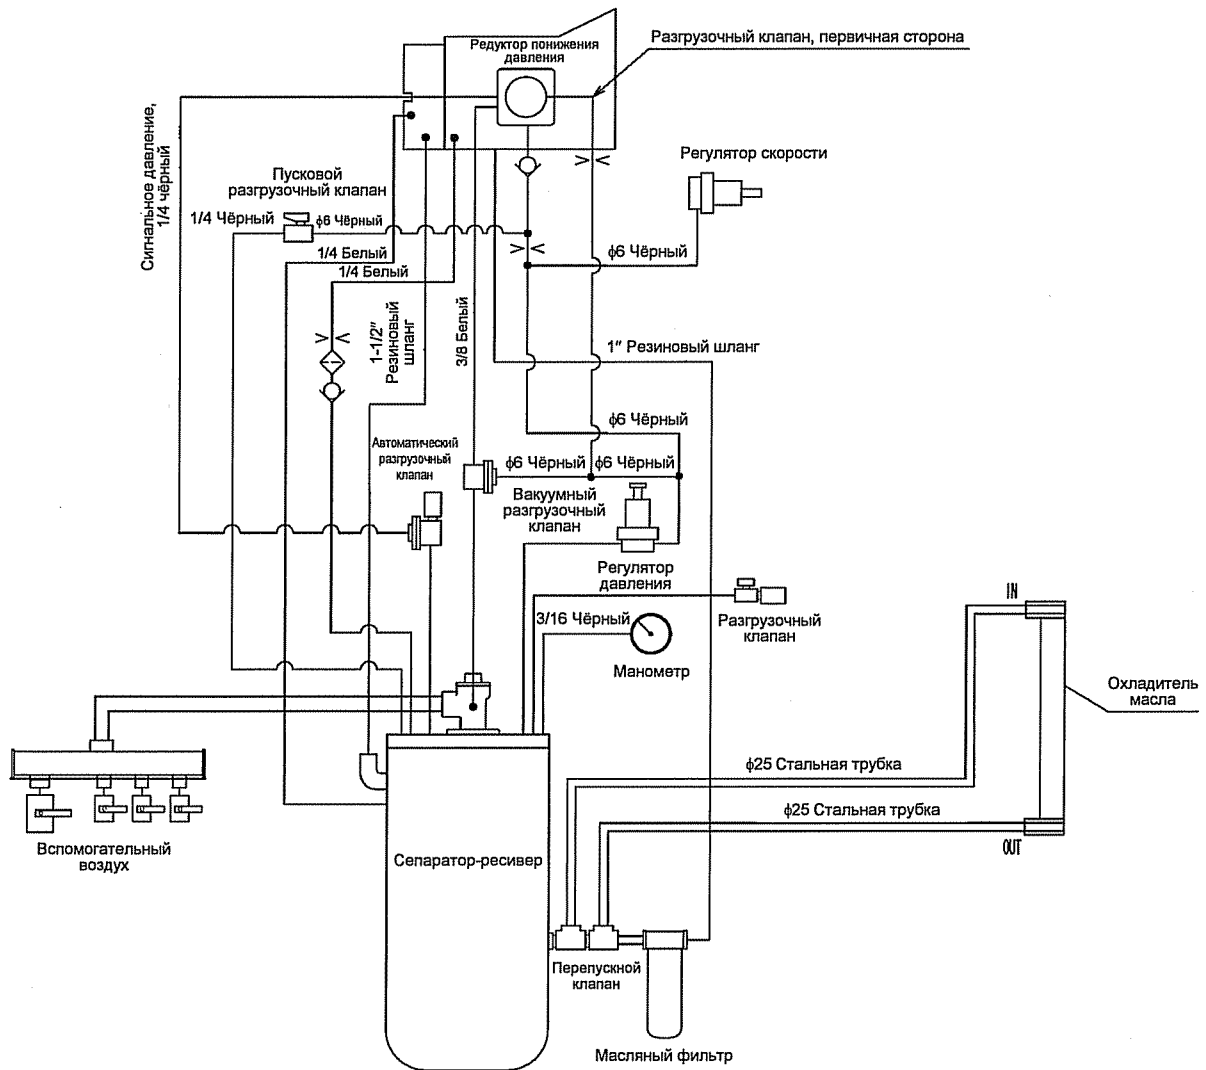 Редуктор понижения
давления
Разгрузочный клапан, первичная сторона
Сигнальное давление,
1/4 чёрный
Пусковой
разгрузочный клапан
Регулятор скорости
1/4 Чёрный
ф6 Чёрный
1/4 Белый
1/4 Белый
ф6 Чёрный
1-1/2"
Резиновый
шланг
3/8 Белый
1" Резиновый шланг
ф6 Чёрный
Автоматический
разгрузочный
клапан
ф6 Чёрный
ф6 Чёрный
Вакуумный
разгрузочный
клапан
Регулятор
давления
3/16 Чёрный
Разгрузочный
клапан
Манометр
IN
Охладитель
масла
ф25 Стальная трубка
ф25 Стальная трубка
OUT
Вспомогательный
воздух
Сепаратор-ресивер
Перепускной
клапан
Масляный фильтр